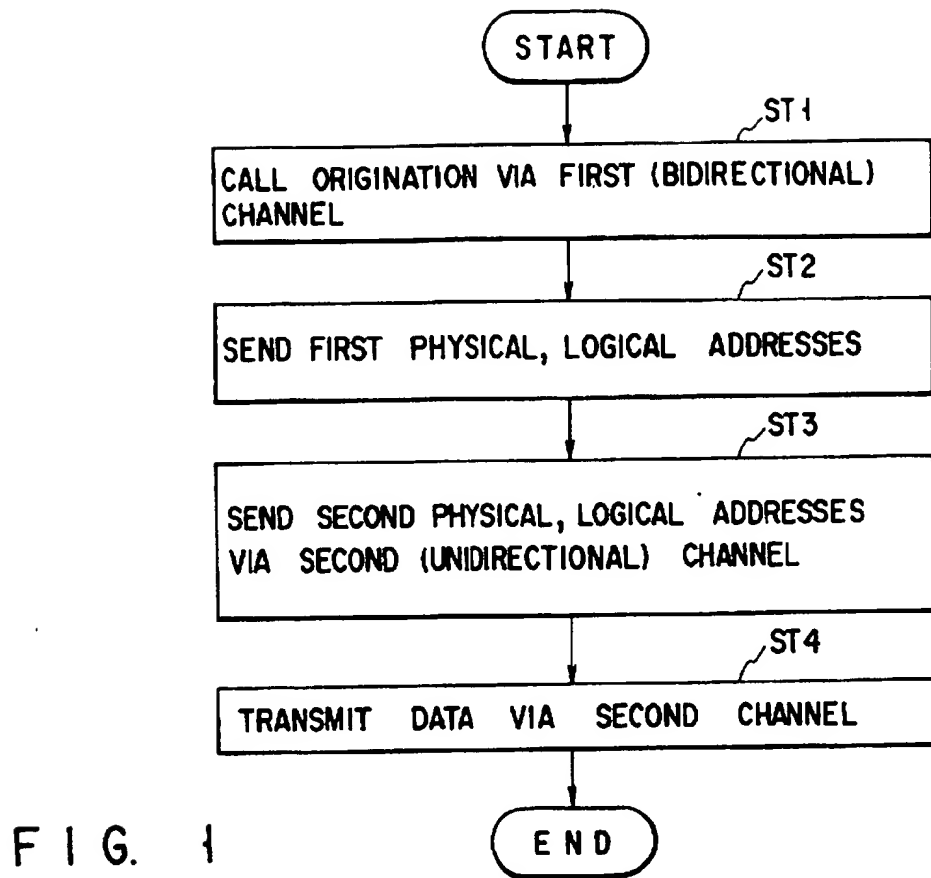 START
ST1
CALL ORIGINATION VIA FIRST (BIDIRECTIONAL)
CHANNEL
ST2
SEND FIRST PHYSICAL, LOGICAL ADDRESSES
ST3
SEND SECOND PHYSICAL, LOGICAL ADDRESSES
VIA SECOND (UNIDIRECTIONAL) CHANNEL
ST4
TRANSMIT DATA VIA SECOND CHANNEL
END
FIG. 1